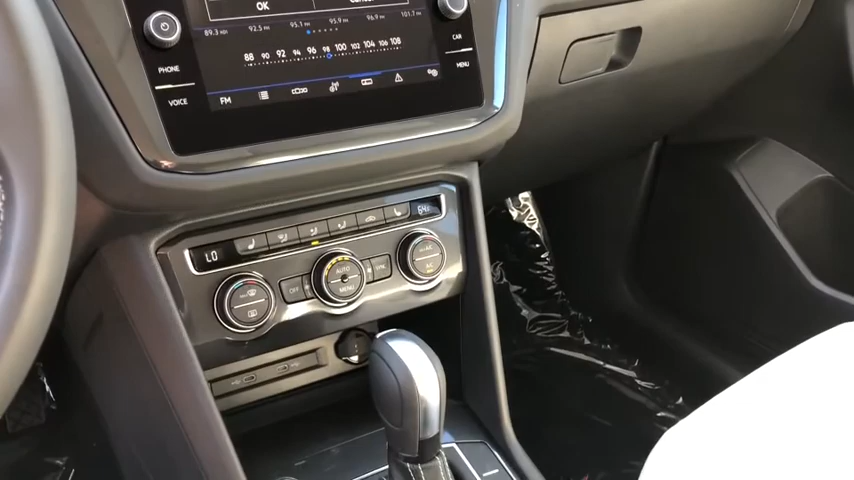 OK
89.3 92.5 95.1 95.9 96.9 101.1
88 90 92 94 96 98 100 102 104 106 108
PHONE
VOICE
CAR
MENU
FM
LO
64
AUTO
MENU
OFF
SYNC
A/C